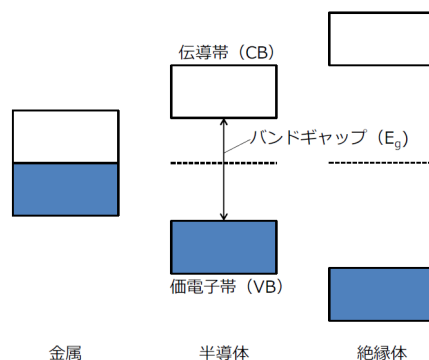 伝導帯（CB）
バンドギャップ（Eg)
価電子帯（VB）
金属
半導体
絶縁体